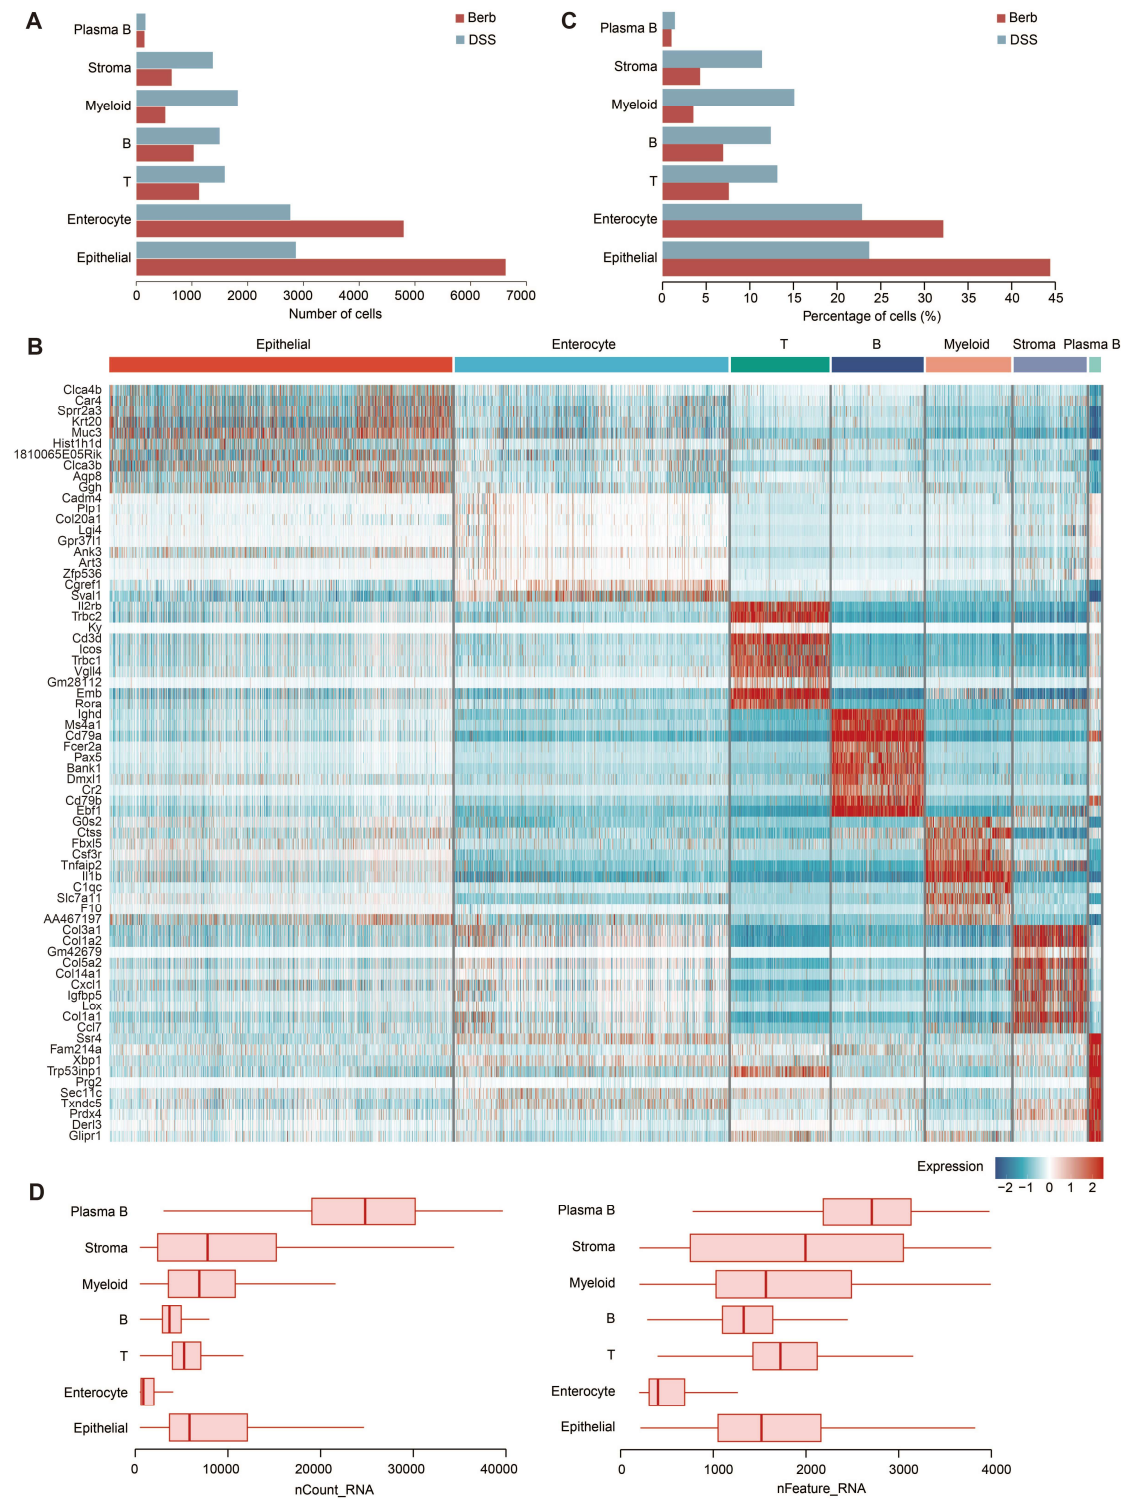 A
Berb
DSS
Plasma B
Stroma
Myeloid
B
T
Enterocyte
Epithelial
0 1000 2000 3000 4000 5000 6000 7000
Number of cells
C
Berb
DSS
Plasma B
Stroma
Myeloid
B
T
Enterocyte
Epithelial
0 5 10 15 20 25 30 35 40 45
Percentage of cells (%)
B
Epithelial Enterocyte T B Myeloid Stroma Plasma B
Clca4b
Car4
Sprr2a3
Krt20
Muc3
Hist1h1d
1810065E05Rik
Clca3b
Aqp8
Ggh
Cadm4
Plp1
Col20a1
Lgi4
Gpr37l1
Ank3
Art3
Zfp536
Cgref1
Sval1
Il2rb
Trbc2
Ky
Cd3d
Icos
Trbc1
Vgll4
Gm28112
Emb
Rora
Ighd
Ms4a1
Cd79a
Fcer2a
Pax5
Bank1
Dmxl1
Cr2
Cd79b
Ebf1
G0s2
Ctss
Fbxl5
Csf3r
Tnfaip2
Il1b
C1qc
Slc7a11
F10
AA467197
Col3a1
Col1a2
Gm42679
Col5a2
Col14a1
Cxcl1
Igfbp5
Lox
Col1a1
Ccl7
Ssr4
Fam214a
Xbp1
Trp53inp1
Prg2
Sec11c
Txndc5
Prdx4
Derl3
Glipr1
Expression
−2 −1 0 1 2
D
Plasma B
Stroma
Myeloid
B
T
Enterocyte
Epithelial
0 10000 20000 30000 40000
nCount_RNA
Plasma B
Stroma
Myeloid
B
T
Enterocyte
Epithelial
0 1000 2000 3000 4000
nFeature_RNA